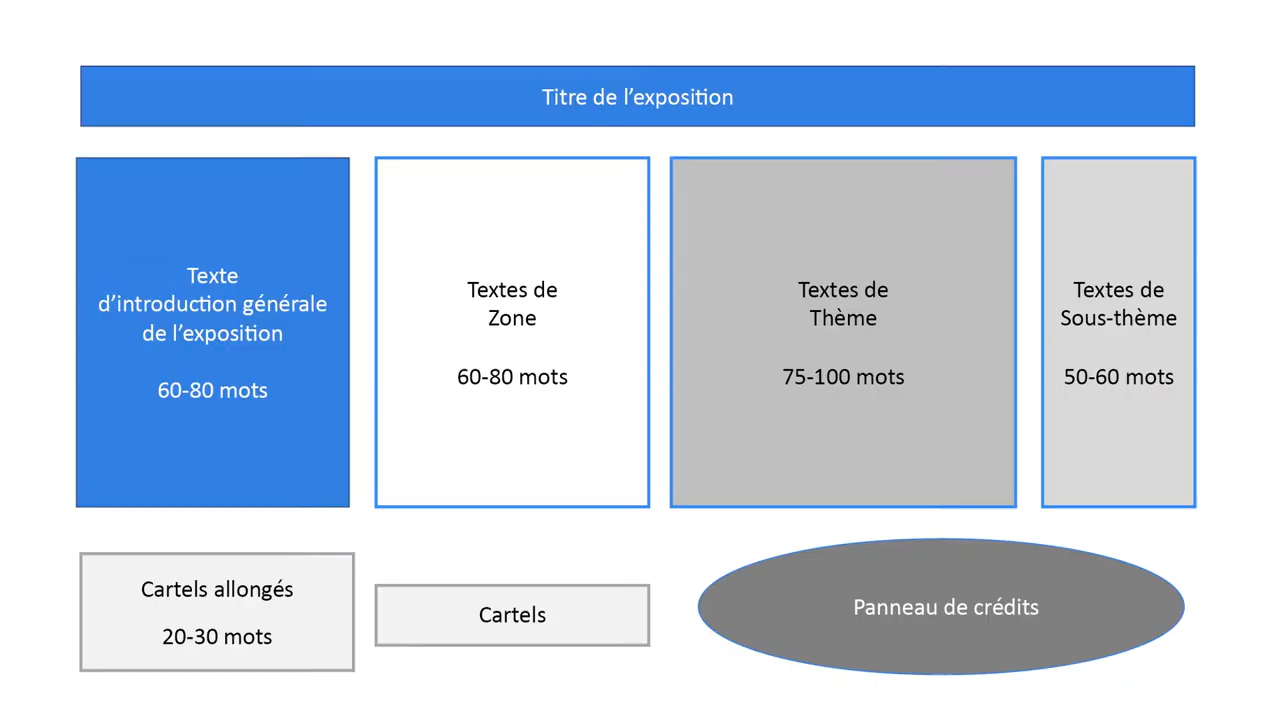 Titre de l'exposition
Texte
d'introduction générale
de l'exposition
60-80 mots
Textes de
Zone
60-80 mots
Textes de
Thème
75-100 mots
Textes de
Sous-thème
50-60 mots
Cartels allongés
20-30 mots
Cartels
Panneau de crédits